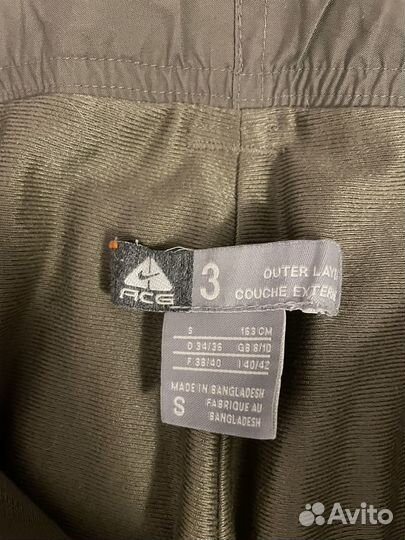 ACG
3
OUTER LAY
COUCHE EXTER
S 163 CM
D 34/36 GB 8/10
F 38/40 I 40/42
MADE IN BANGLADESH
S FABRIQUE AU
BANGLADESH
Avito